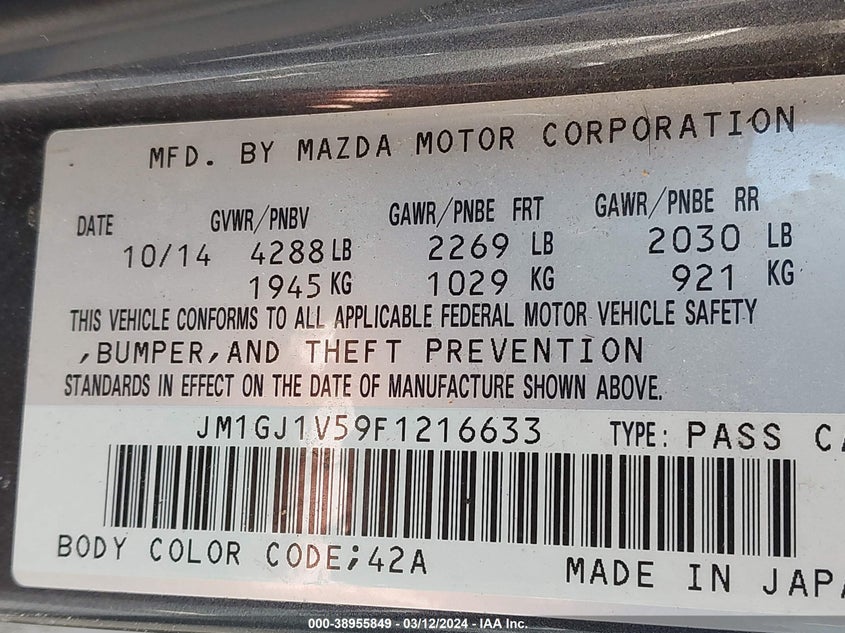 MFD. BY MAZDA MOTOR CORPORATION
DATE GVWR/PNBV GAWR/PNBE FRT GAWR/PNBE RR
10/14 4288 LB 2269 LB 2030 LB
1945 KG 1029 KG 921 KG
THIS VEHICLE CONFORMS TO ALL APPLICABLE FEDERAL MOTOR VEHICLE SAFETY
,BUMPER,AND THEFT PREVENTION
STANDARDS IN EFFECT ON THE DATE OF MANUFACTURE SHOWN ABOVE.
JM1GJ1V59F1216633 TYPE: PASS CA
BODY COLOR CODE;42A
MADE IN JAPA
000-38955849 - 03/12/2024 - IAA Inc.